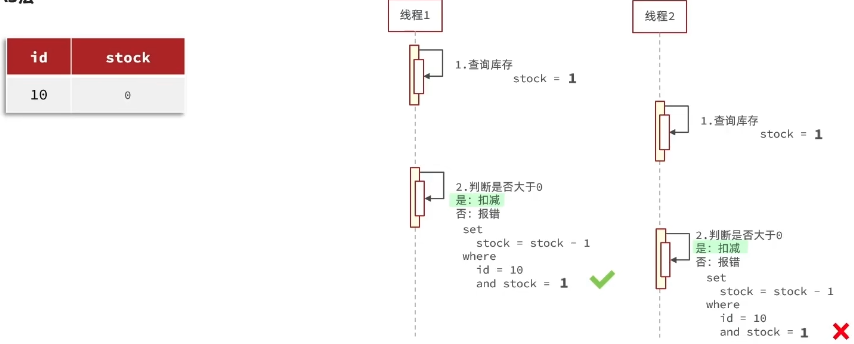 线程1
线程2
id stock
10 0
1.查询库存
stock = 1
1.查询库存
stock = 1
2.判断是否大于0
是：扣减
否：报错
set
stock = stock - 1
where
id = 10
and stock = 1
2.判断是否大于0
是：扣减
否：报错
set
stock = stock - 1
where
id = 10
and stock = 1